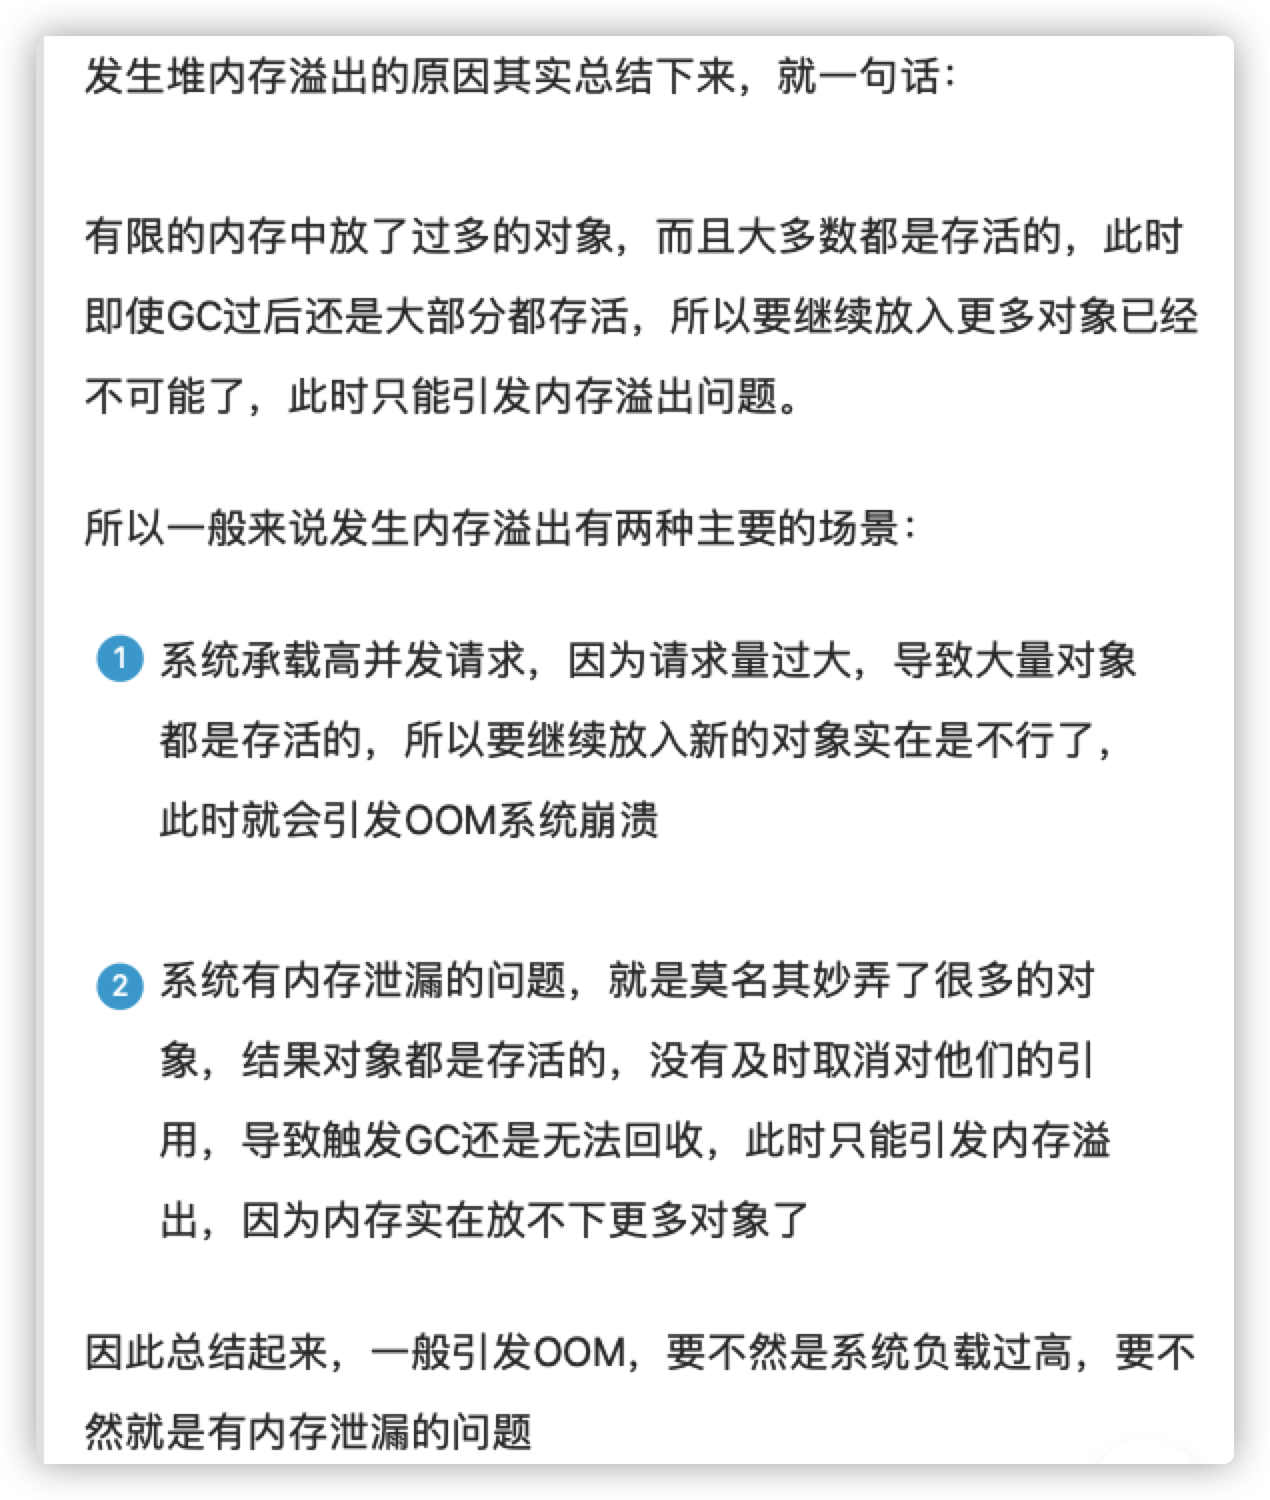 发生堆内存溢出的原因其实总结下来，就一句话：
有限的内存中放了过多的对象，而且大多数都是存活的，此时
即使GC过后还是大部分都存活，所以要继续放入更多对象已经
不可能了，此时只能引发内存溢出问题。
所以一般来说发生内存溢出有两种主要的场景：
1 系统承载高并发请求，因为请求量过大，导致大量对象
都是存活的，所以要继续放入新的对象实在是不行了，
此时就会引发OOM系统崩溃
2 系统有内存泄漏的问题，就是莫名其妙弄了很多的对
象，结果对象都是存活的，没有及时取消对他们的引
用，导致触发GC还是无法回收，此时只能引发内存溢
出，因为内存实在放不下更多对象了
因此总结起来，一般引发OOM，要不然是系统负载过高，要不
然就是有内存泄漏的问题